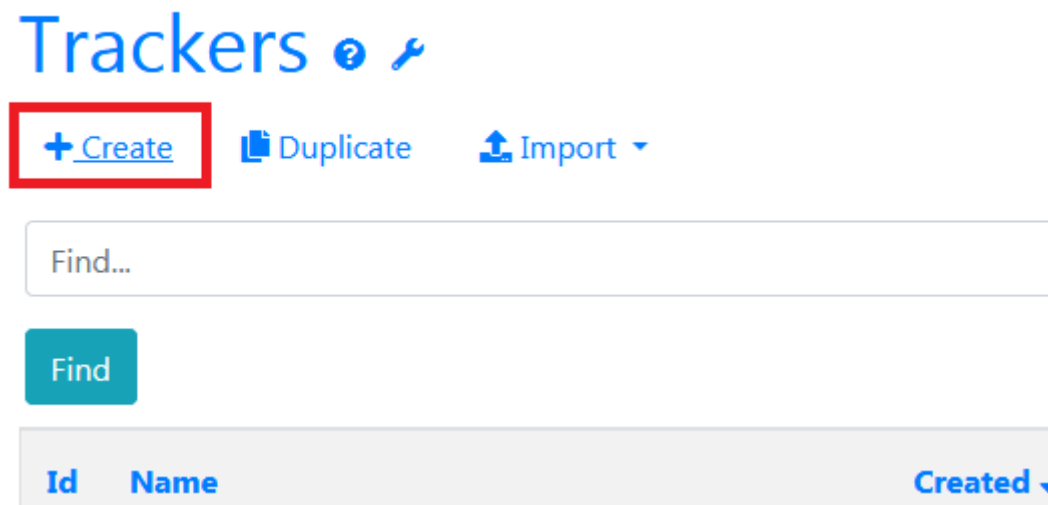 Trackers
Create Duplicate Import
Find...
Find
Id Name Created